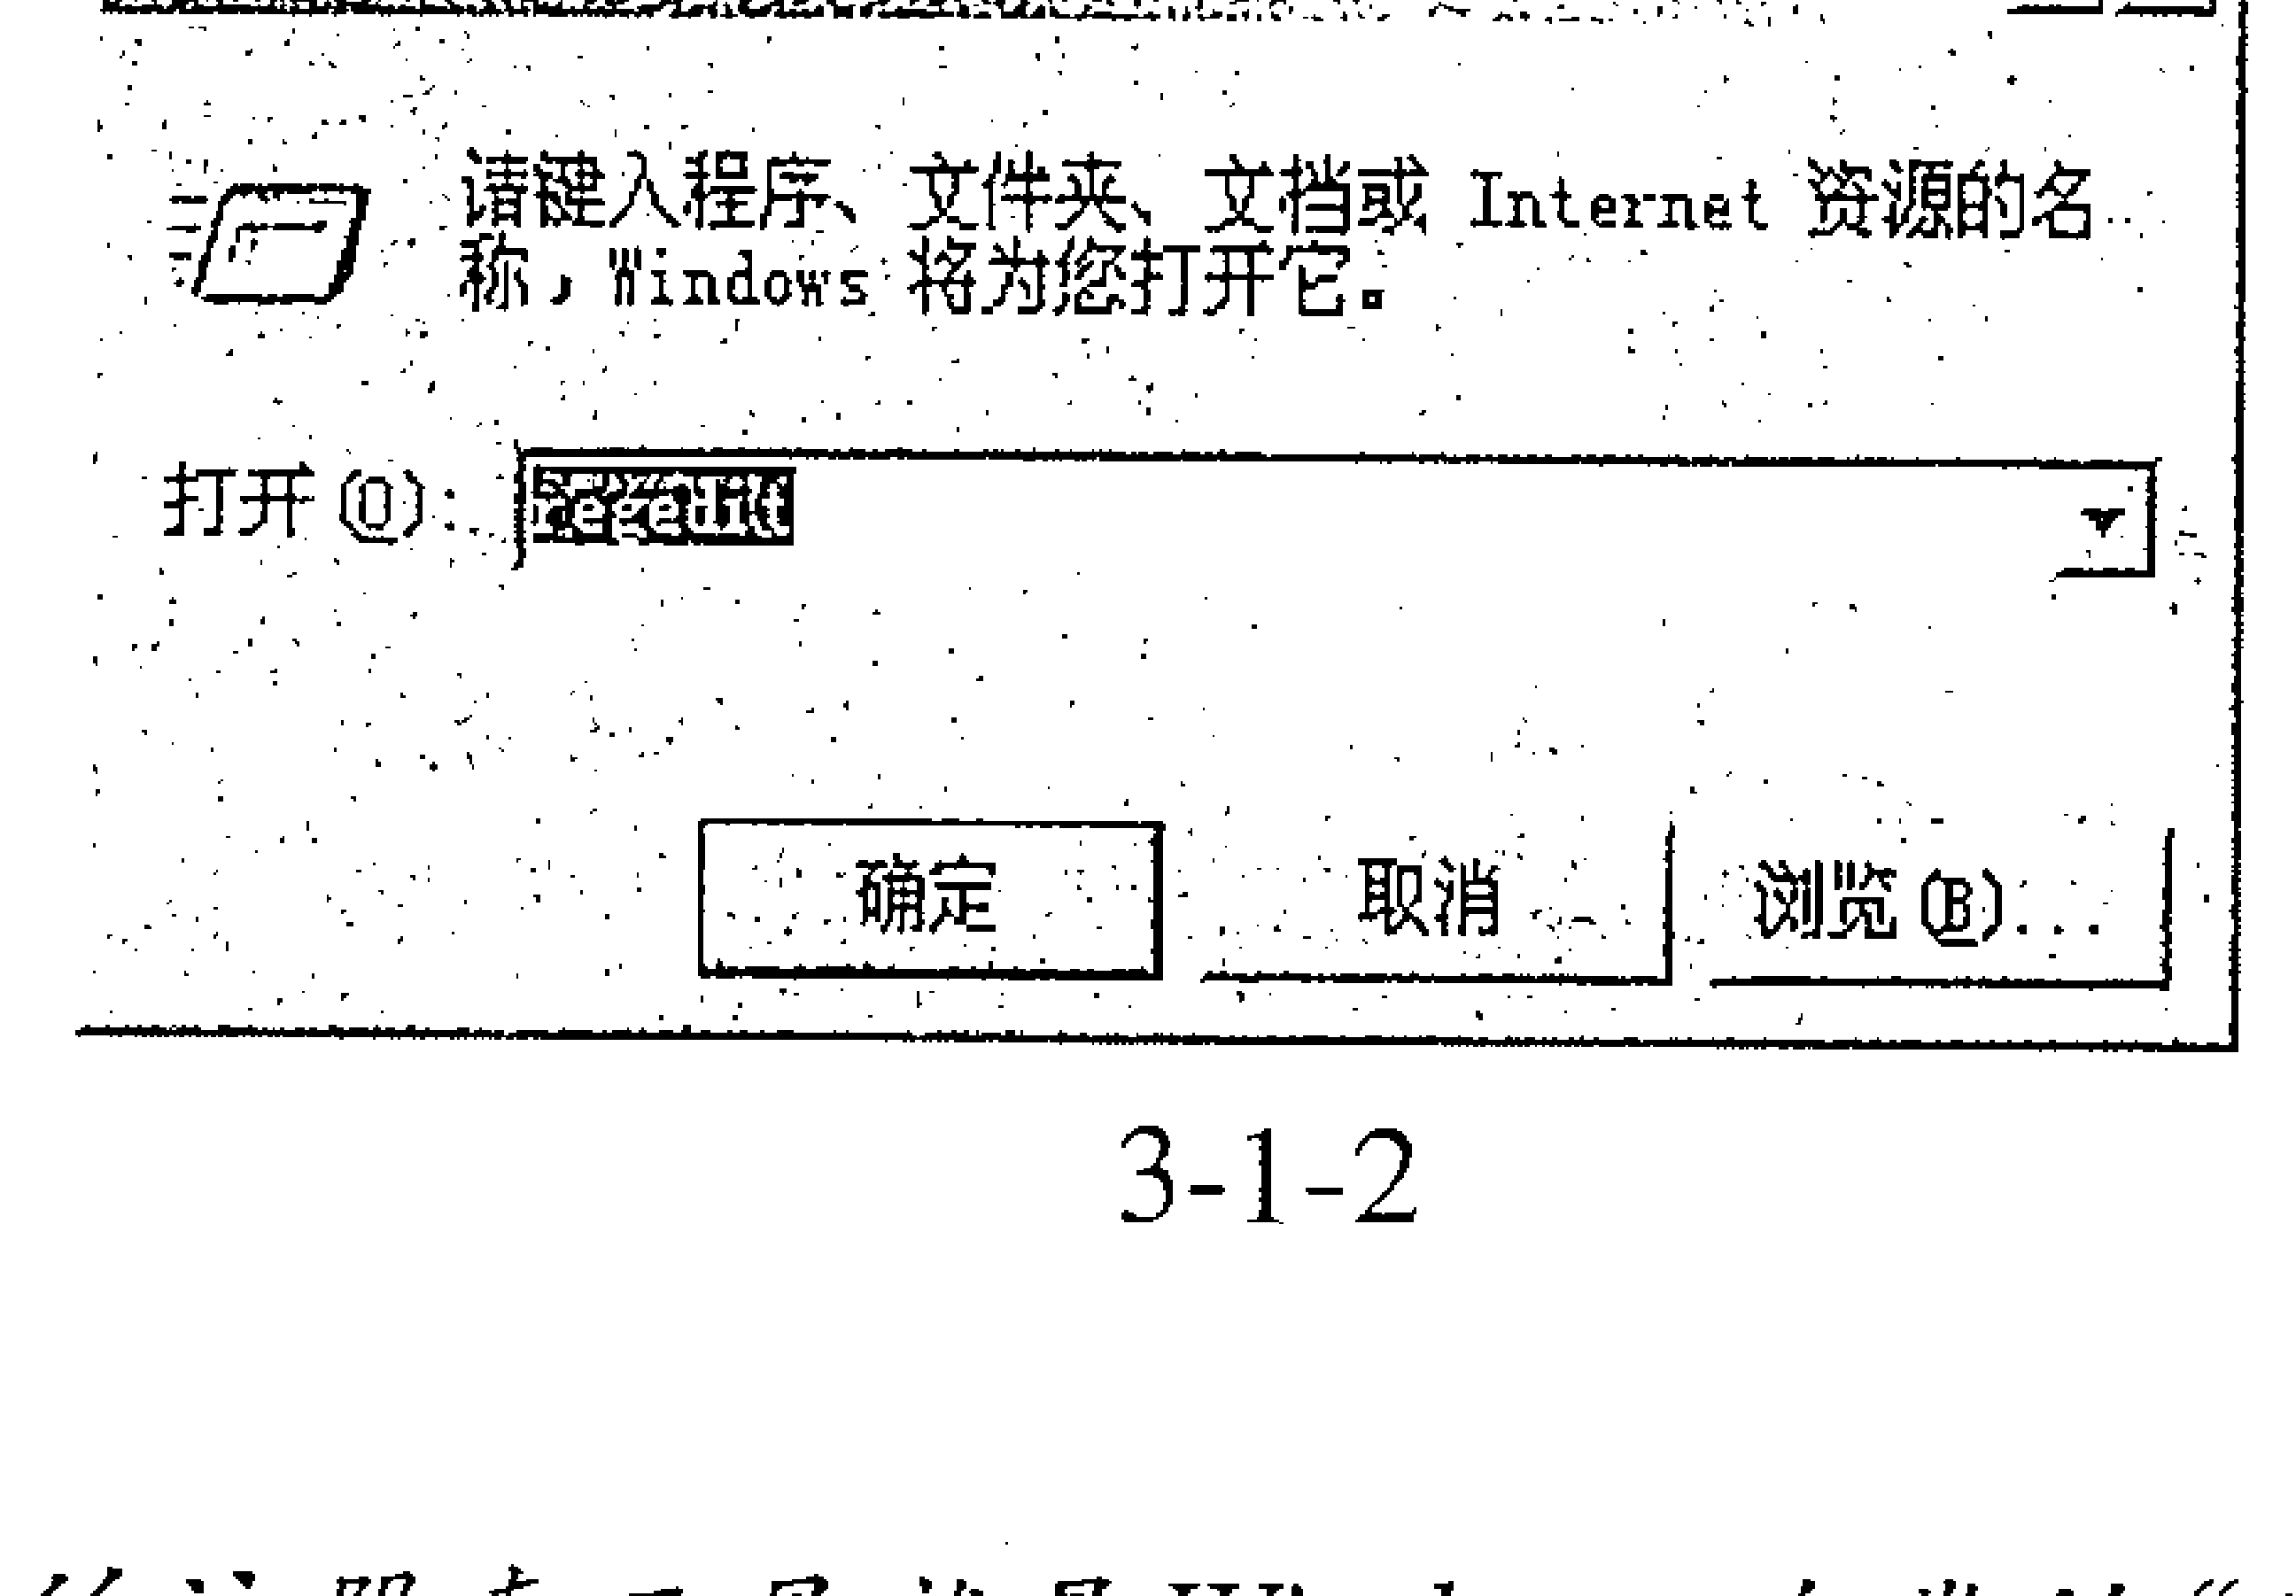 请键入程序、文件夹、文档或 Internet 资源的名
称，Windows 将为您打开它。
打开(O): regedit
确定 取消 浏览(B)...
3-1-2